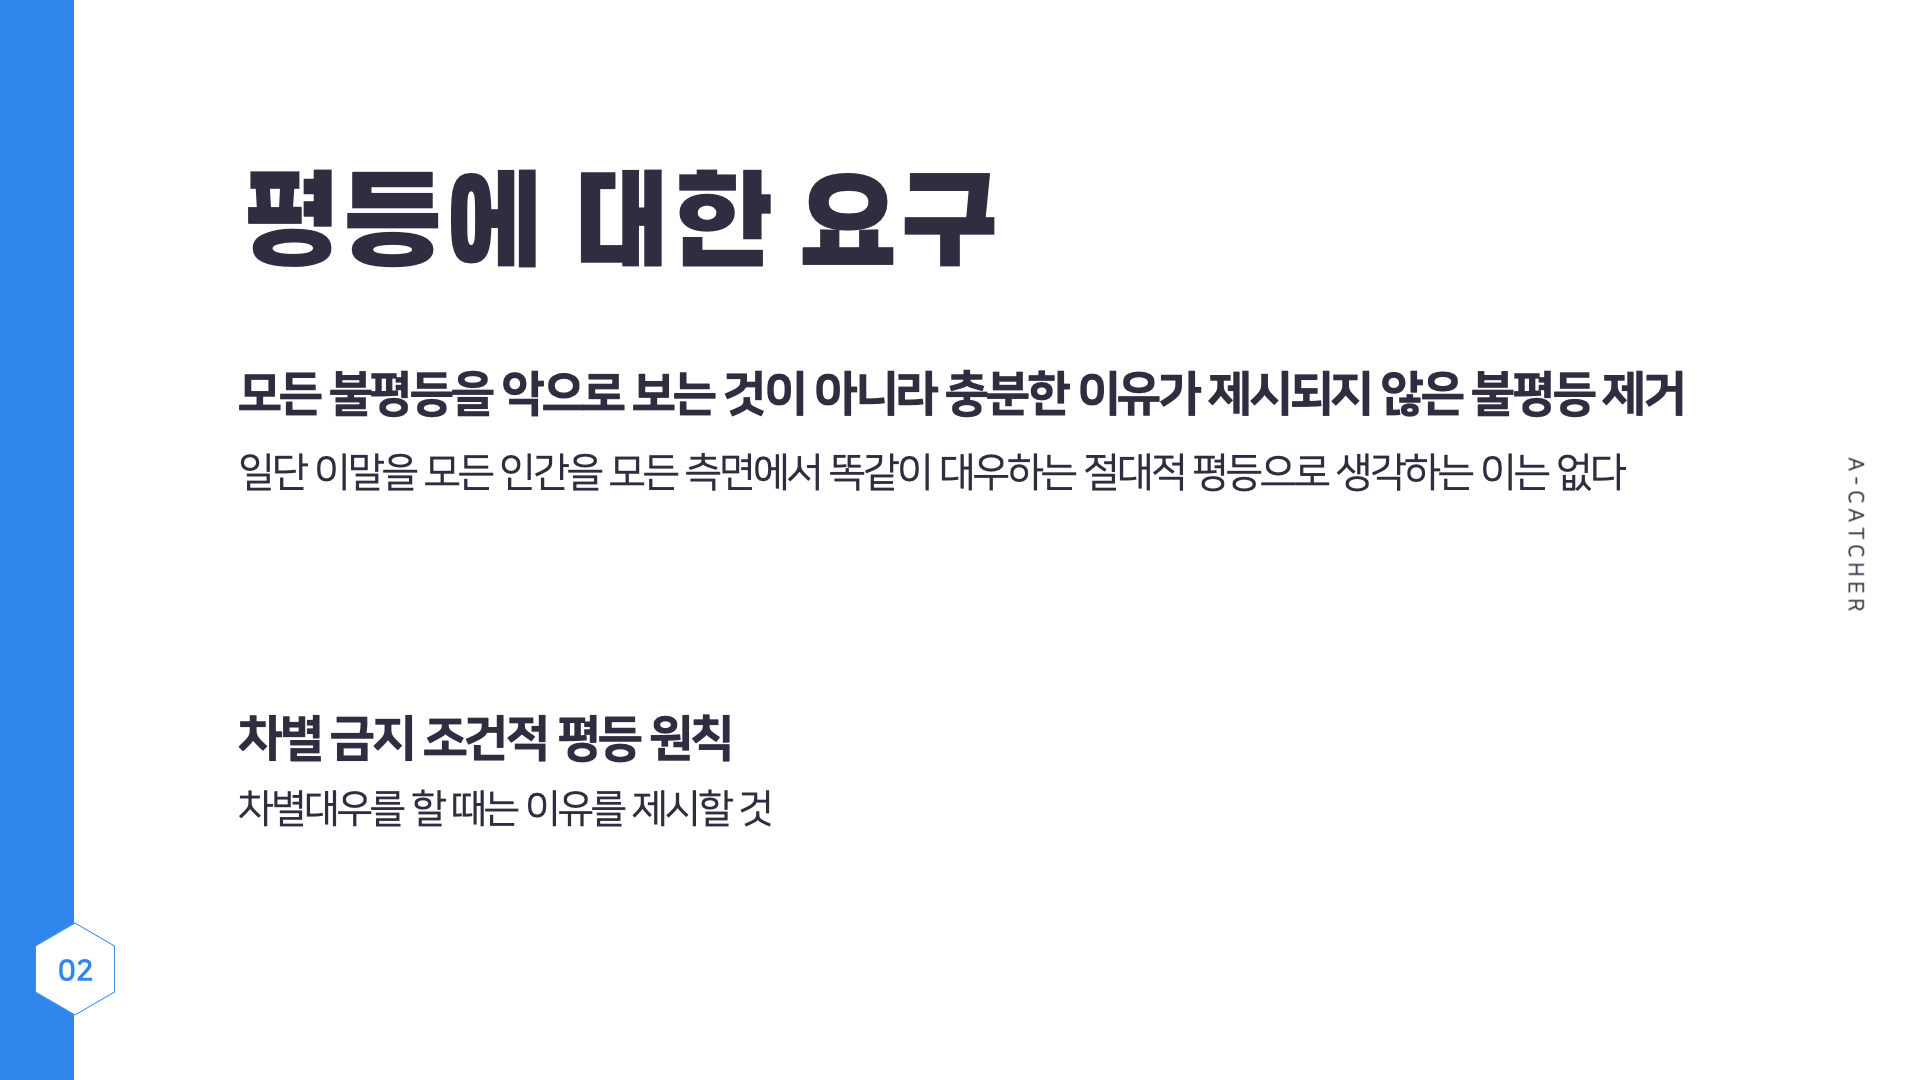 평등에 대한 요구
모든 불평등을 악으로 보는 것이 아니라 충분한 이유가 제시되지 않은 불평등 제거
일단 이말을 모든 인간을 모든 측면에서 똑같이 대우하는 절대적 평등으로 생각하는 이는 없다
A-CATCHER
차별 금지 조건적 평등 원칙
차별대우를 할 때는 이유를 제시할 것
02